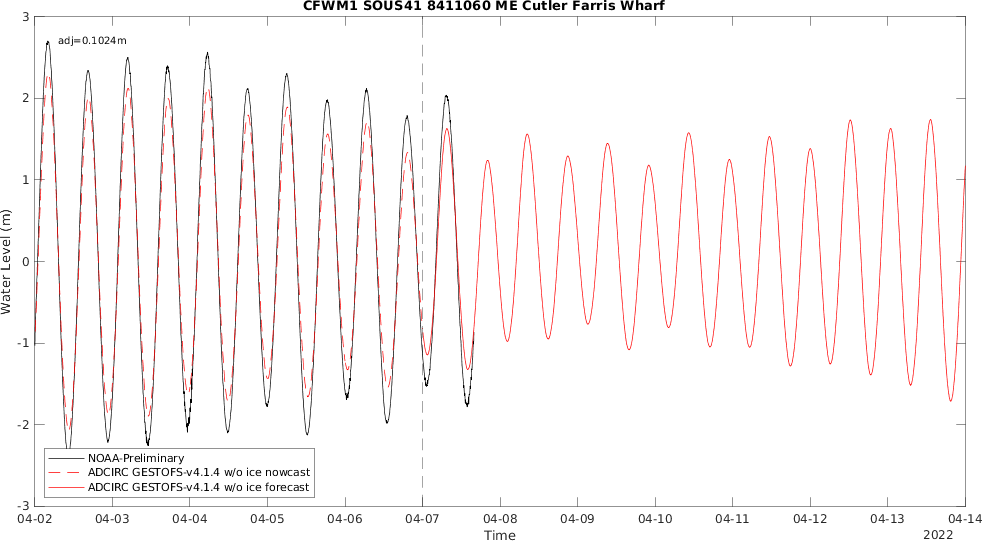 CFWM1 SOUS41 8411060 ME Cutler Farris Wharf
adj=0.1024m
3
2
1
0
-1
-2
-3
Water Level (m)
NOAA-Preliminary
ADCIRC GESTOFS-v4.1.4 w/o ice nowcast
ADCIRC GESTOFS-v4.1.4 w/o ice forecast
04-02 04-03 04-04 04-05 04-06 04-07 04-08 04-09 04-10 04-11 04-12 04-13 04-14
Time
2022